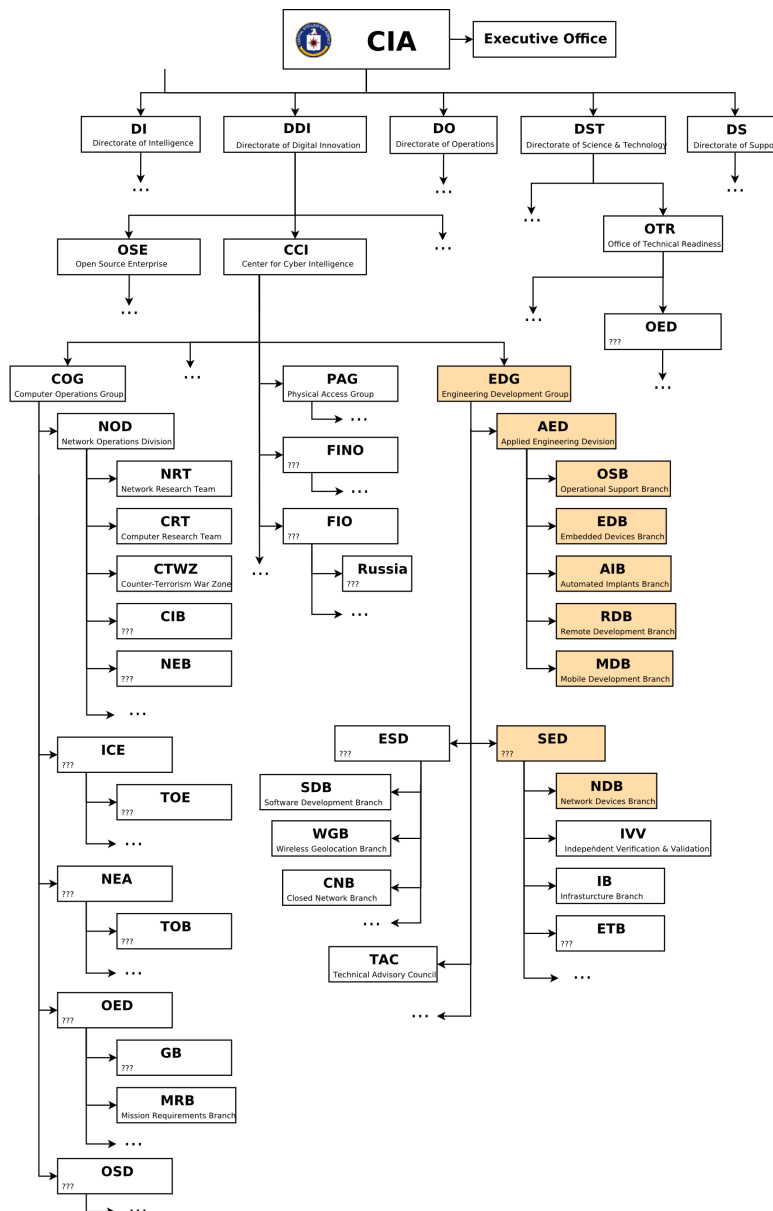 CIA
Executive Office
DI
Directorate of Intelligence
DDI
Directorate of Digital Innovation
DO
Directorate of Operations
DST
Directorate of Science & Technology
DS
Directorate of Suppo
...
...
...
...
...
OSE
Open Source Enterprise
CCI
Center for Cyber Intelligence
OTR
Office of Technical Readiness
...
...
OED
???
...
...
COG
Computer Operations Group
PAG
Physical Access Group
...
EDG
Engineering Development Group
NOD
Network Operations Division
NRT
Network Research Team
CRT
Computer Research Team
CTWZ
Counter-Terrorism War Zone
CIB
???
NEB
???
...
FINO
???
...
FIO
???
Russia
???
...
...
AED
Applied Engineering Devision
OSB
Operational Support Branch
EDB
Embedded Devices Branch
AIB
Automated Implants Branch
RDB
Remote Development Branch
MDB
Mobile Development Branch
ICE
???
TOE
???
...
ESD
???
SDB
Software Development Branch
WGB
Wireless Geolocation Branch
CNB
Closed Network Branch
...
SED
???
NDB
Network Devices Branch
IVV
Independent Verification & Validation
IB
Infrasturcture Branch
ETB
???
...
NEA
???
TOB
???
...
TAC
Technical Advisory Council
...
OED
???
GB
???
MRB
Mission Requirements Branch
...
OSD
???
...